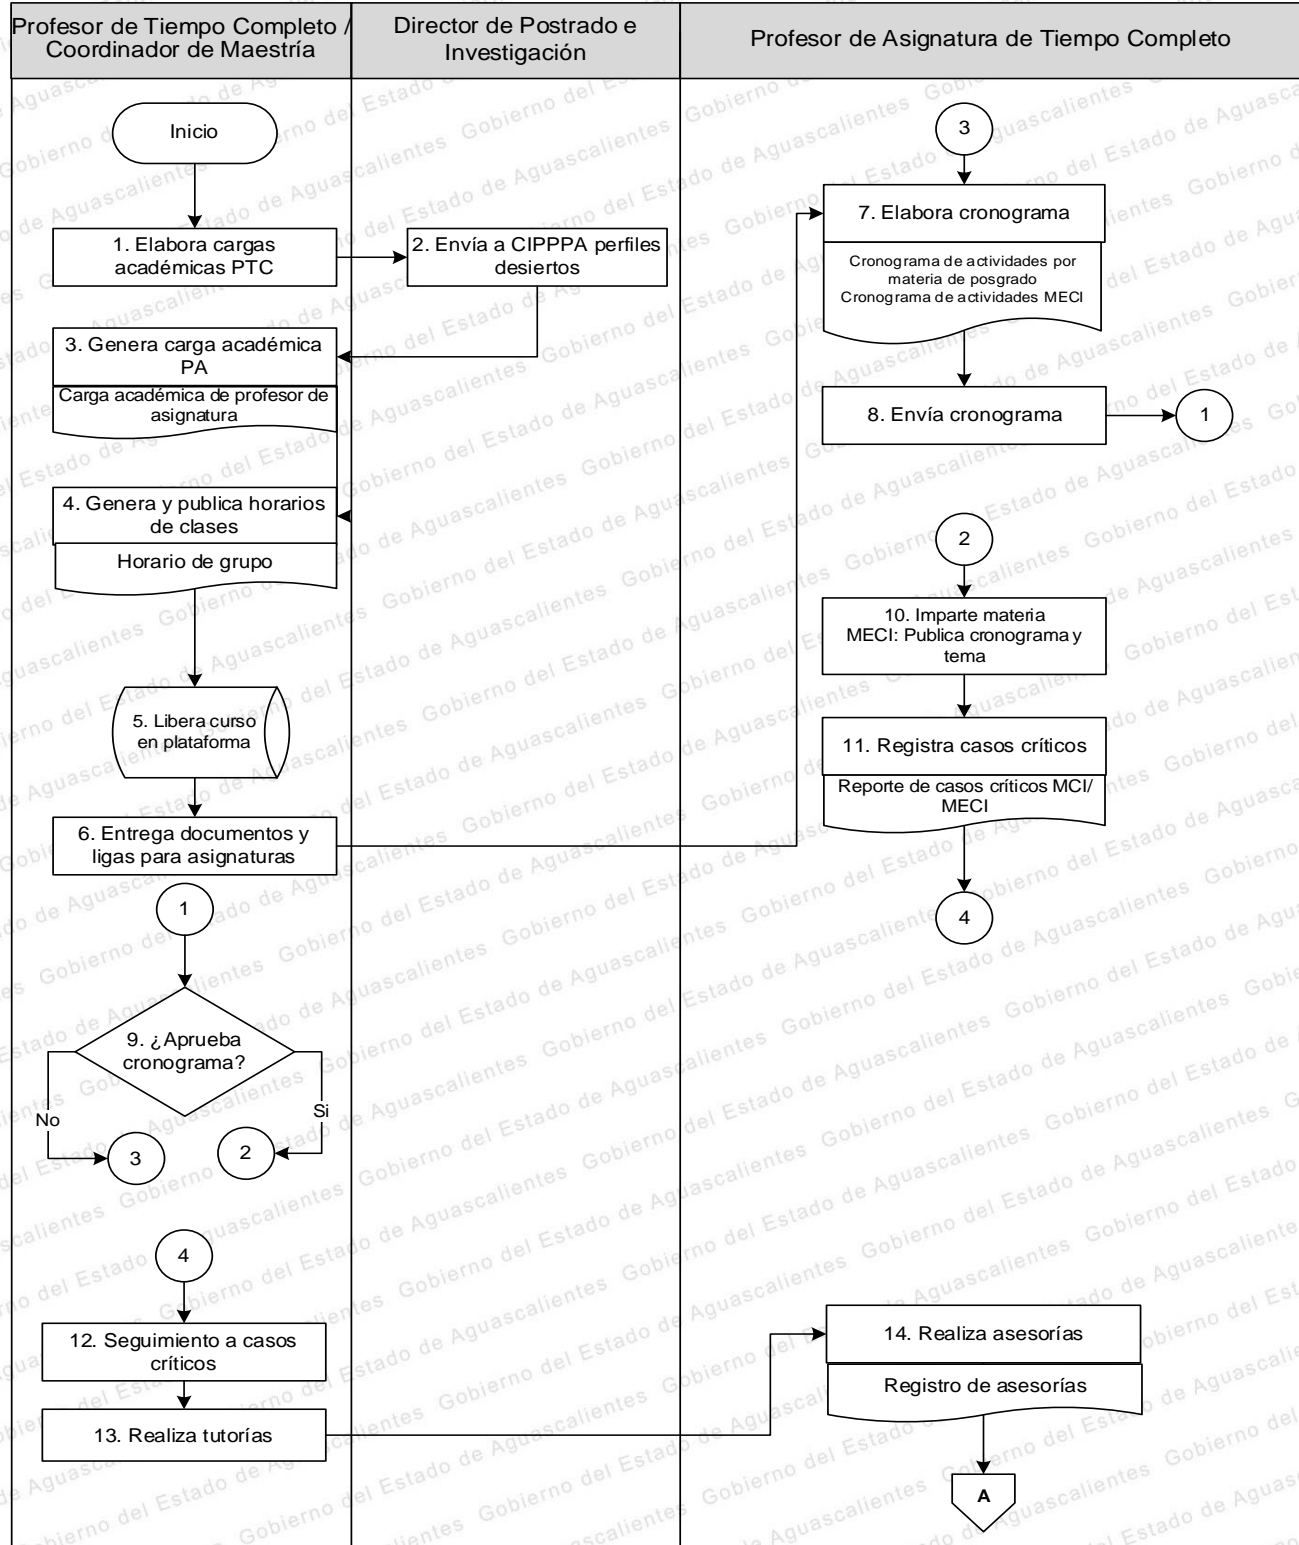 Profesor de Tiempo Completo /
Coordinador de Maestría
Director de Postrado e
Investigación
Profesor de Asignatura de Tiempo Completo
Inicio
1. Elabora cargas
académicas PTC
2. Envía a CIPPPA perfiles
desiertos
3. Genera carga académica
PA
Carga académica de profesor de
asignatura
4. Genera y publica horarios
de clases
Horario de grupo
5. Libera curso
en plataforma
6. Entrega documentos y
ligas para asignaturas
1
9. ¿Aprueba
cronograma?
No
Si
3
2
4
12. Seguimiento a casos
críticos
13. Realiza tutorías
3
7. Elabora cronograma
Cronograma de actividades por
materia de posgrado
Cronograma de actividades MECI
8. Envía cronograma
1
2
10. Imparte materia
MECI: Publica cronograma y
tema
11. Registra casos críticos
Reporte de casos críticos MCI/
MECI
4
14. Realiza asesorías
Registro de asesorías
A
Gobierno del Estado de Aguascalientes